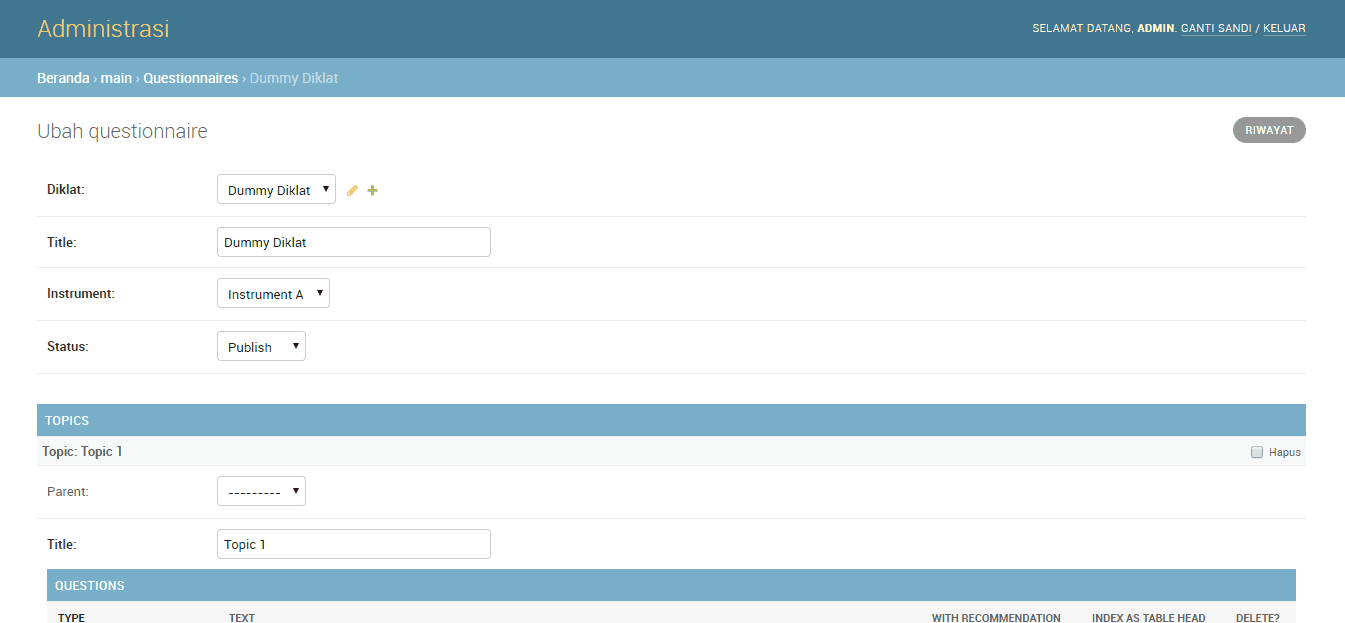 Administrasi
SELAMAT DATANG, ADMIN. GANTI SANDI / KELUAR
Beranda › main › Questionnaires › Dummy Diklat
Ubah questionnaire
RIWAYAT
Diklat:
Dummy Diklat
Title:
Dummy Diklat
Instrument:
Instrument A
Status:
Publish
TOPICS
Topic: Topic 1
Hapus
Parent:
---------
Title:
Topic 1
QUESTIONS
TYPE TEXT WITH RECOMMENDATION INDEX AS TABLE HEAD DELETE?